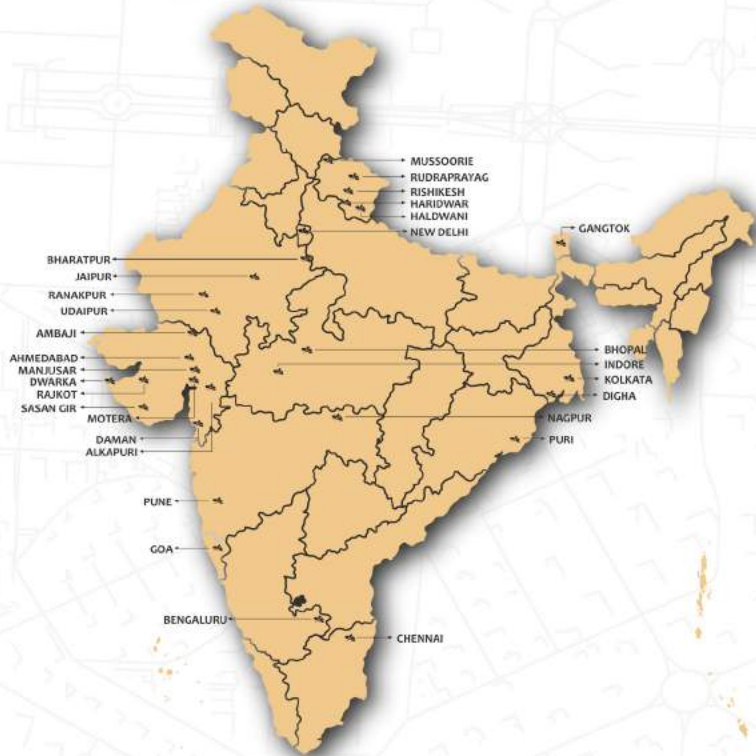 MUSSOORIE
RUDRAPRAYAG
RISHIKESH
HARIDWAR
HALDWANI
NEW DELHI
GANGTOK
BHARATPUR
JAIPUR
RANAKPUR
UDAIPUR
AMBAJI
AHMEDABAD
MANJUSAR
DWARKA
RAJKOT
SASAN GIR
MOTERA
DAMAN
ALKAPURI
BHOPAL
INDORE
KOLKATA
DIGHA
NAGPUR
PURI
PUNE
GOA
BENGALURU
CHENNAI